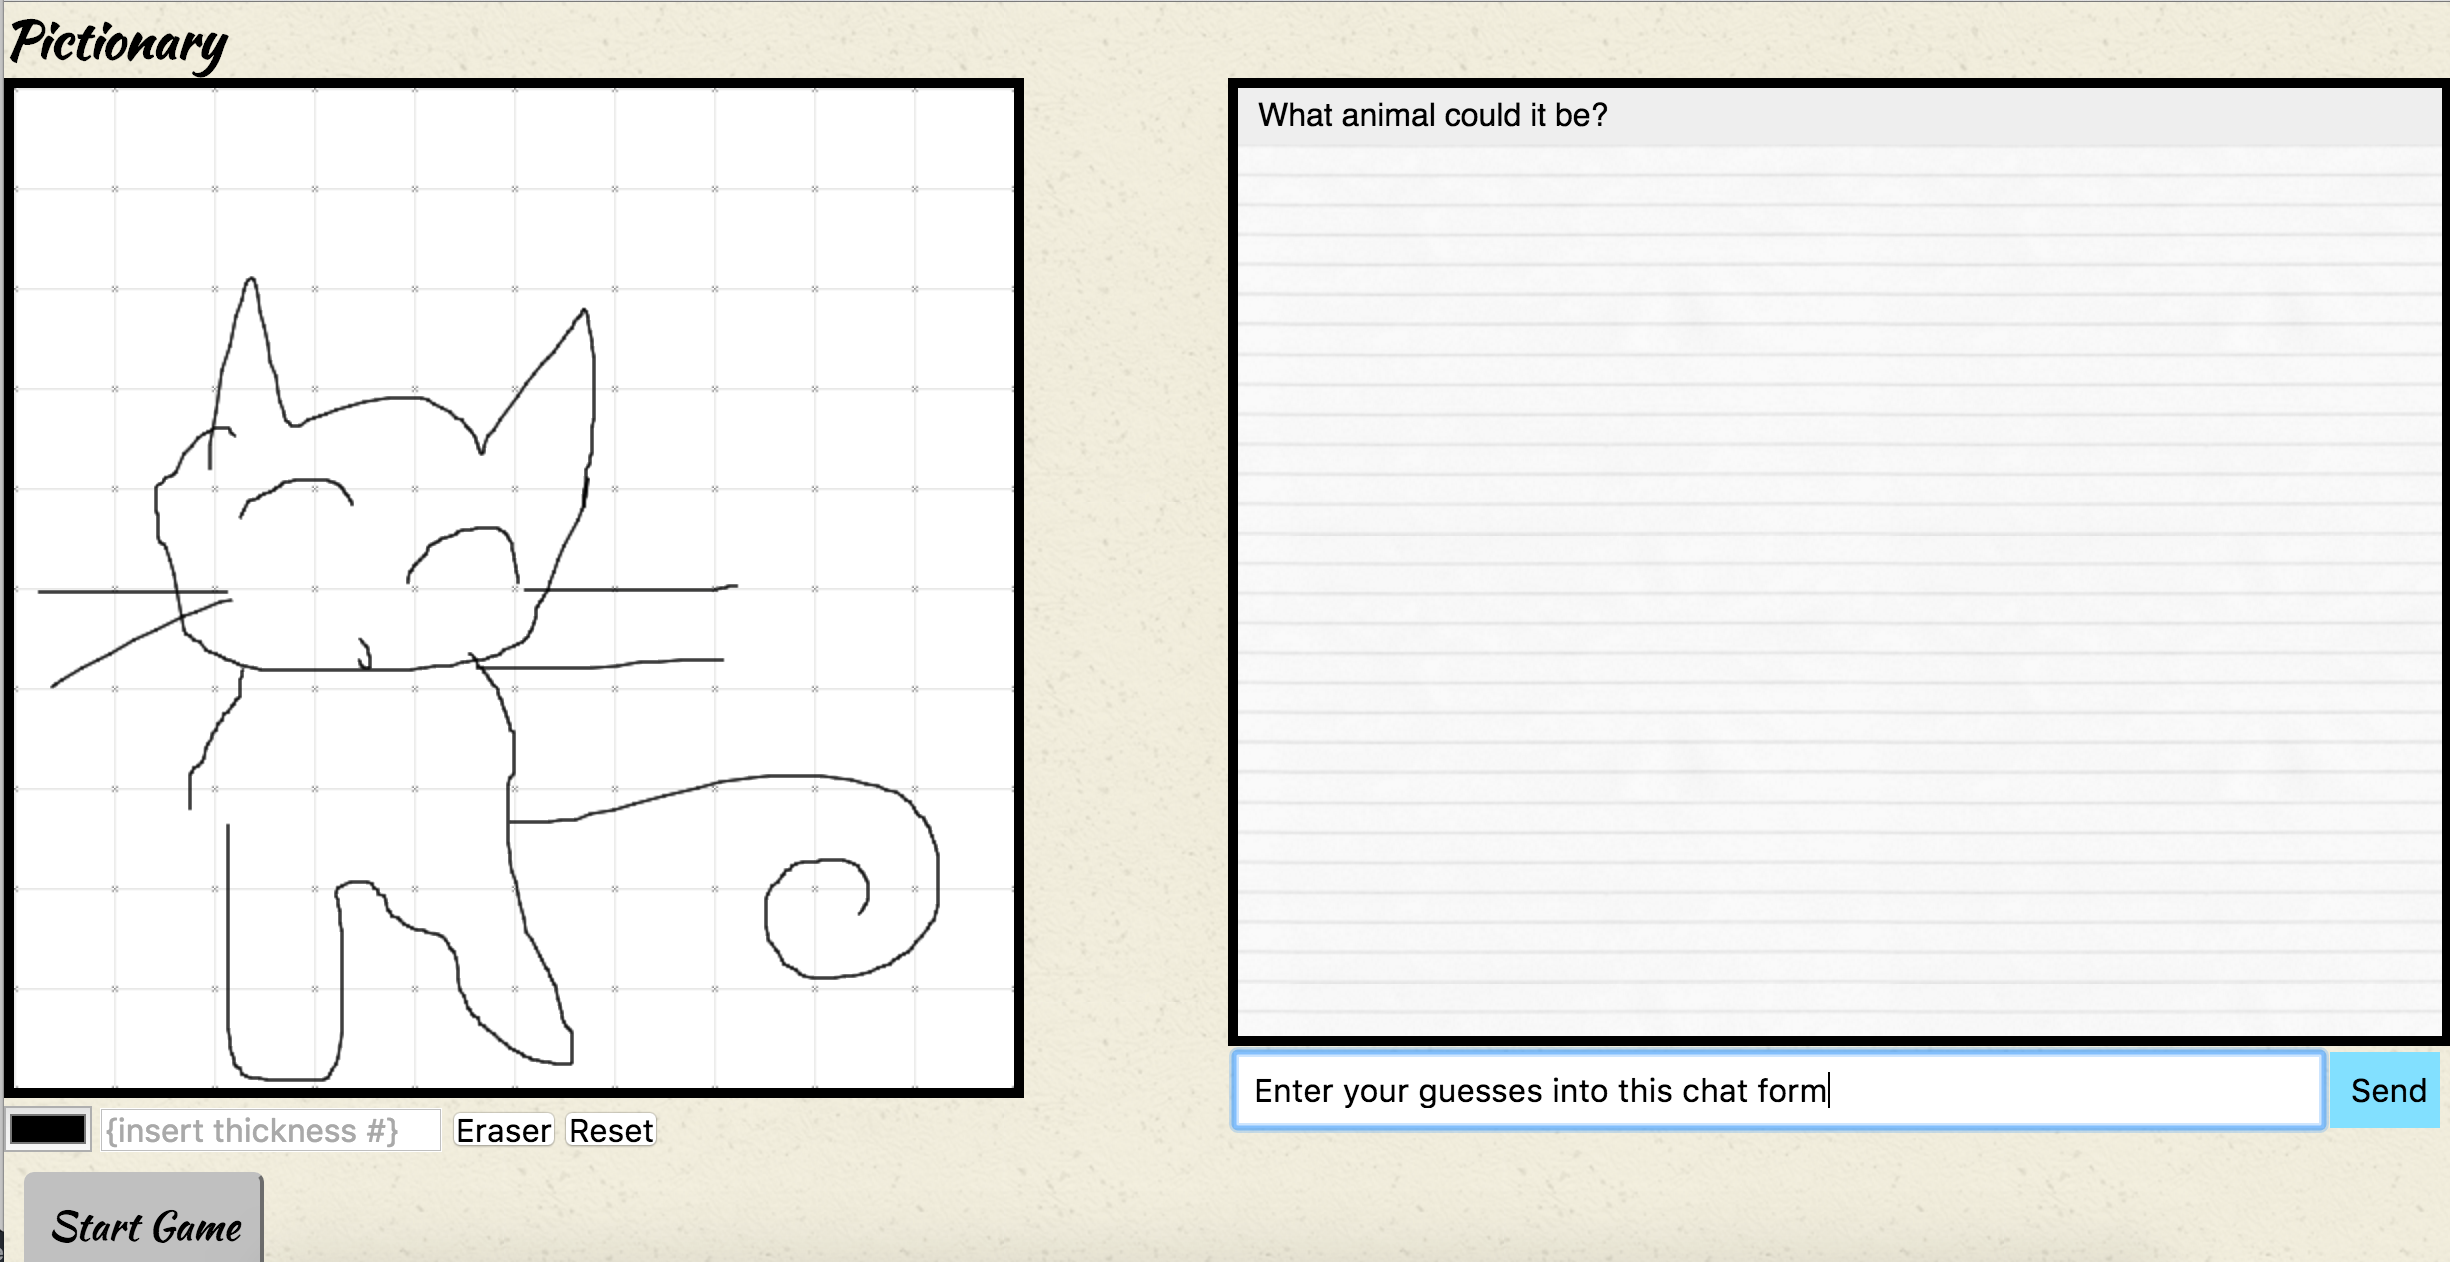 Pictionary
What animal could it be?
Enter your guesses into this chat form
Send
{insert thickness #}
Eraser
Reset
Start Game